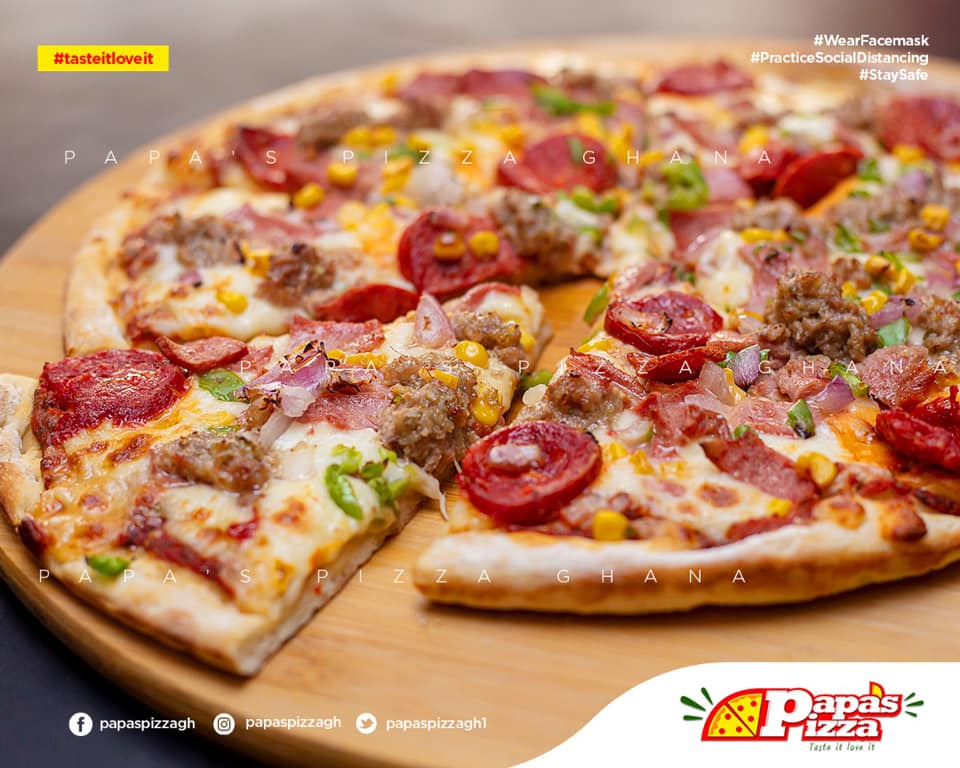 #tasteitloveit
#WearFacemask
#PracticeSocialDistancing
#StaySafe
PAPA'S PIZZA GHANA
PAPA'S PIZZA GHANA
PAPA'S PIZZA GHANA
papaspizzagh
papaspizzagh
papaspizzagh1
Papa's
Pizza
Taste it love it